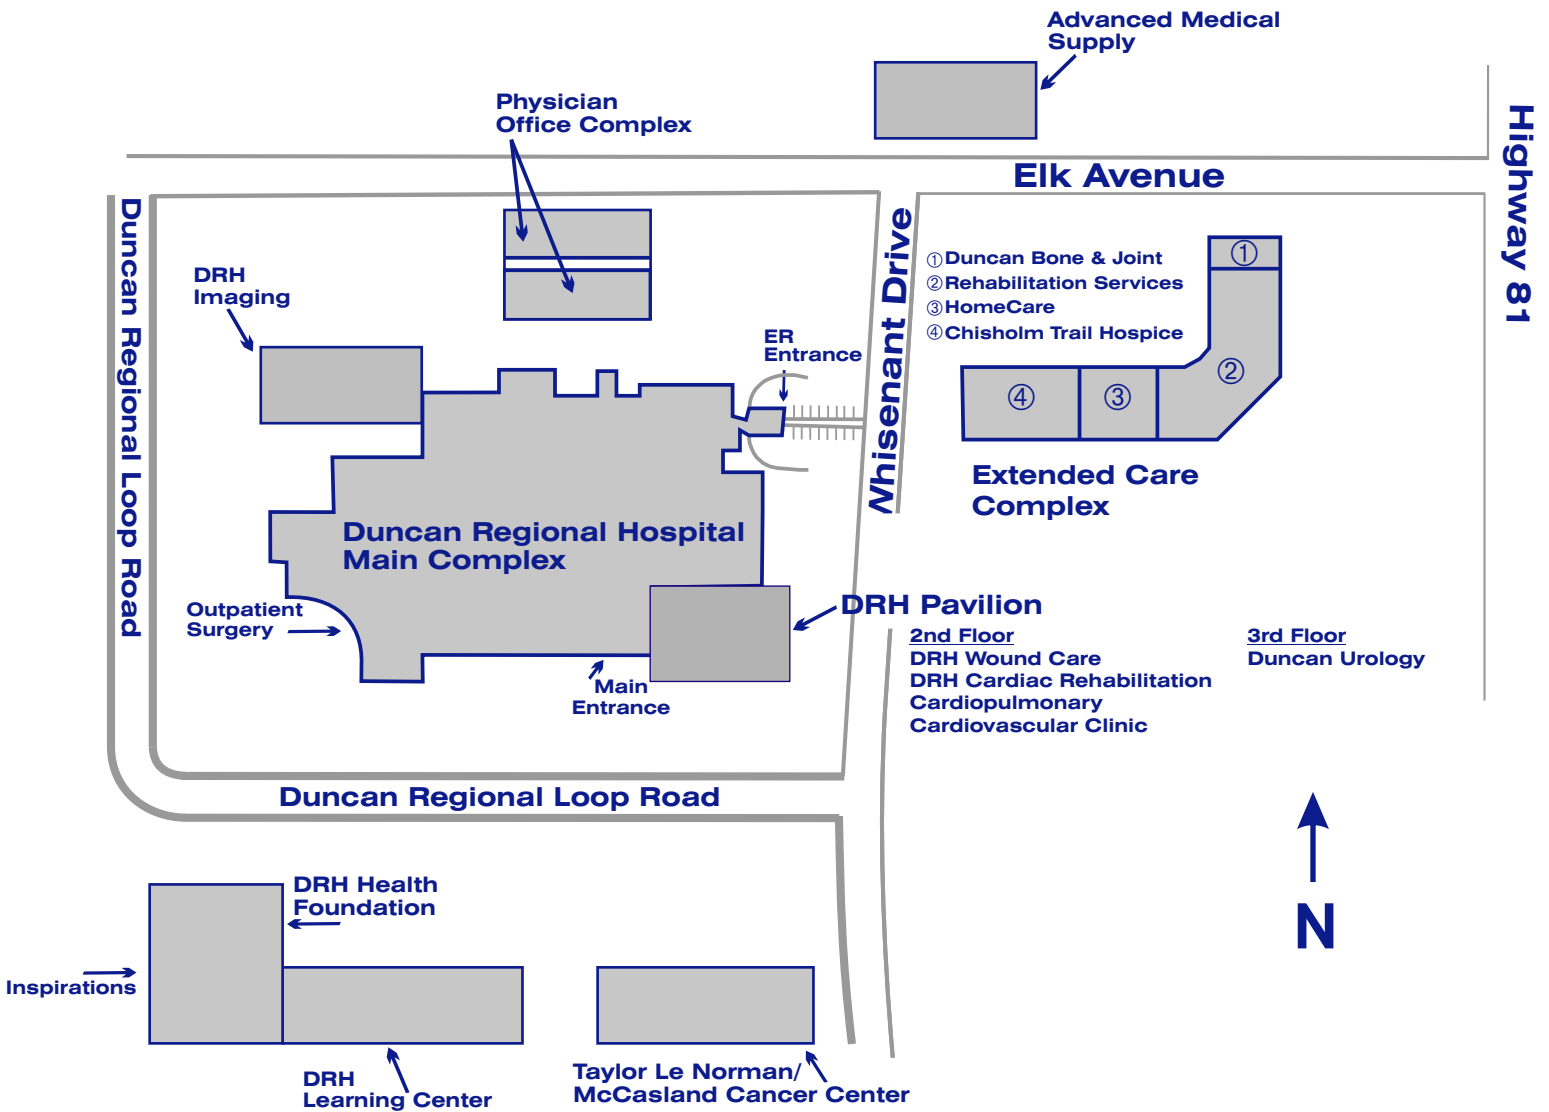 Advanced Medical
Supply
Physician
Office Complex
Highway 81
Elk Avenue
Duncan Regional Loop Road
Whisenant Drive
①
①Duncan Bone & Joint
②Rehabilitation Services
③HomeCare
④Chisholm Trail Hospice
DRH
Imaging
ER
Entrance
②
③
④
Extended Care
Complex
Duncan Regional Hospital
Main Complex
Outpatient
Surgery
DRH Pavilion
2nd Floor
DRH Wound Care
DRH Cardiac Rehabilitation
Cardiopulmonary
Cardiovascular Clinic
3rd Floor
Duncan Urology
Main
Entrance
Duncan Regional Loop Road
DRH Health
Foundation
N
Inspirations
DRH
Learning Center
Taylor Le Norman/
McCasland Cancer Center